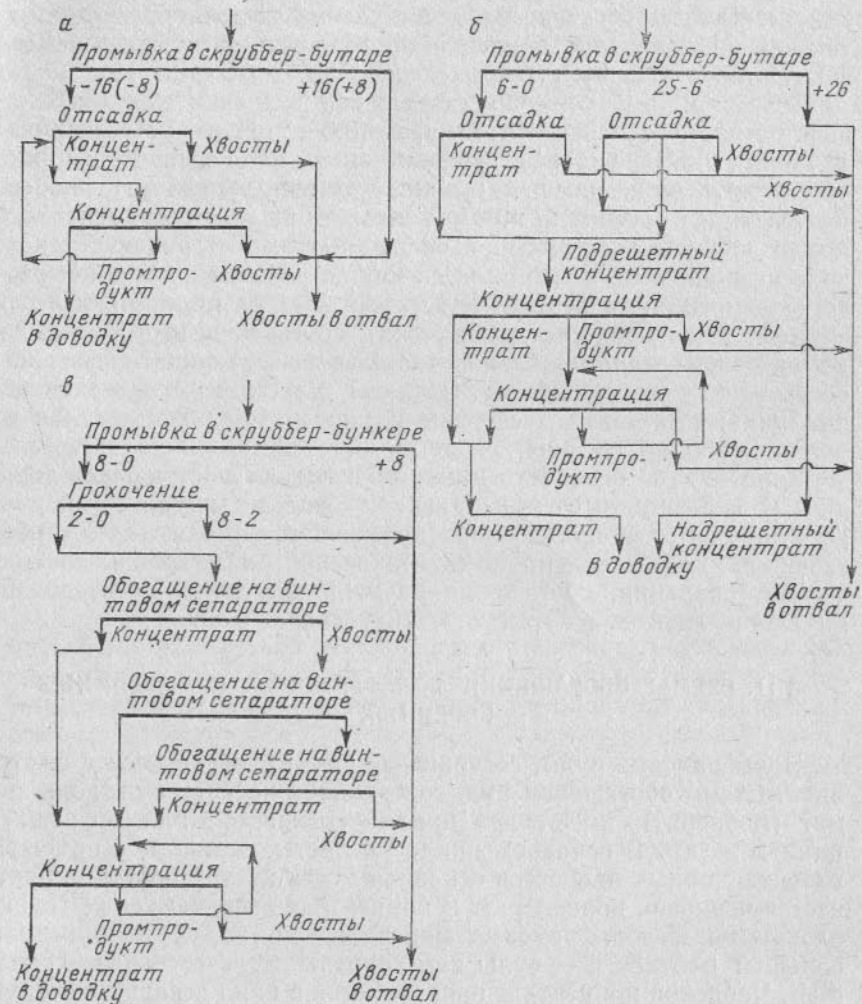 а
Промывка в скруббер-бутаре
-16(-8)
+16(+8)
Отсадка
Концент-
рат
Хвосты
Концентрация
Промпро-
дукт
Хвосты
Концентрат
в доводку
Хвосты в отвал
б
Промывка в скруббер-бутаре
6-0
25-6
+26
Отсадка
Отсадка
Концен-
трат
Хвосты
Хвосты
Подрешетный
концентрат
Концентрация
Концен-
трат
Промпро-
дукт
Хвосты
Концентрация
Промпро-
дукт
Хвосты
Концентрат
Надрешетный
концентрат
В доводку
Хвосты
в отвал
в
Промывка в скруббер-бункере
8-0
+8
Грохочение
2-0
8-2
Обогащение на вин-
товом сепараторе
Концентрат
Хвосты
Обогащение на вин-
товом сепараторе
Обогащение на вин-
товом сепараторе
Концентрат
Хвосты
Концентрация
Промпро-
дукт
Хвосты
Концентрат
в доводку
Хвосты
в отвал